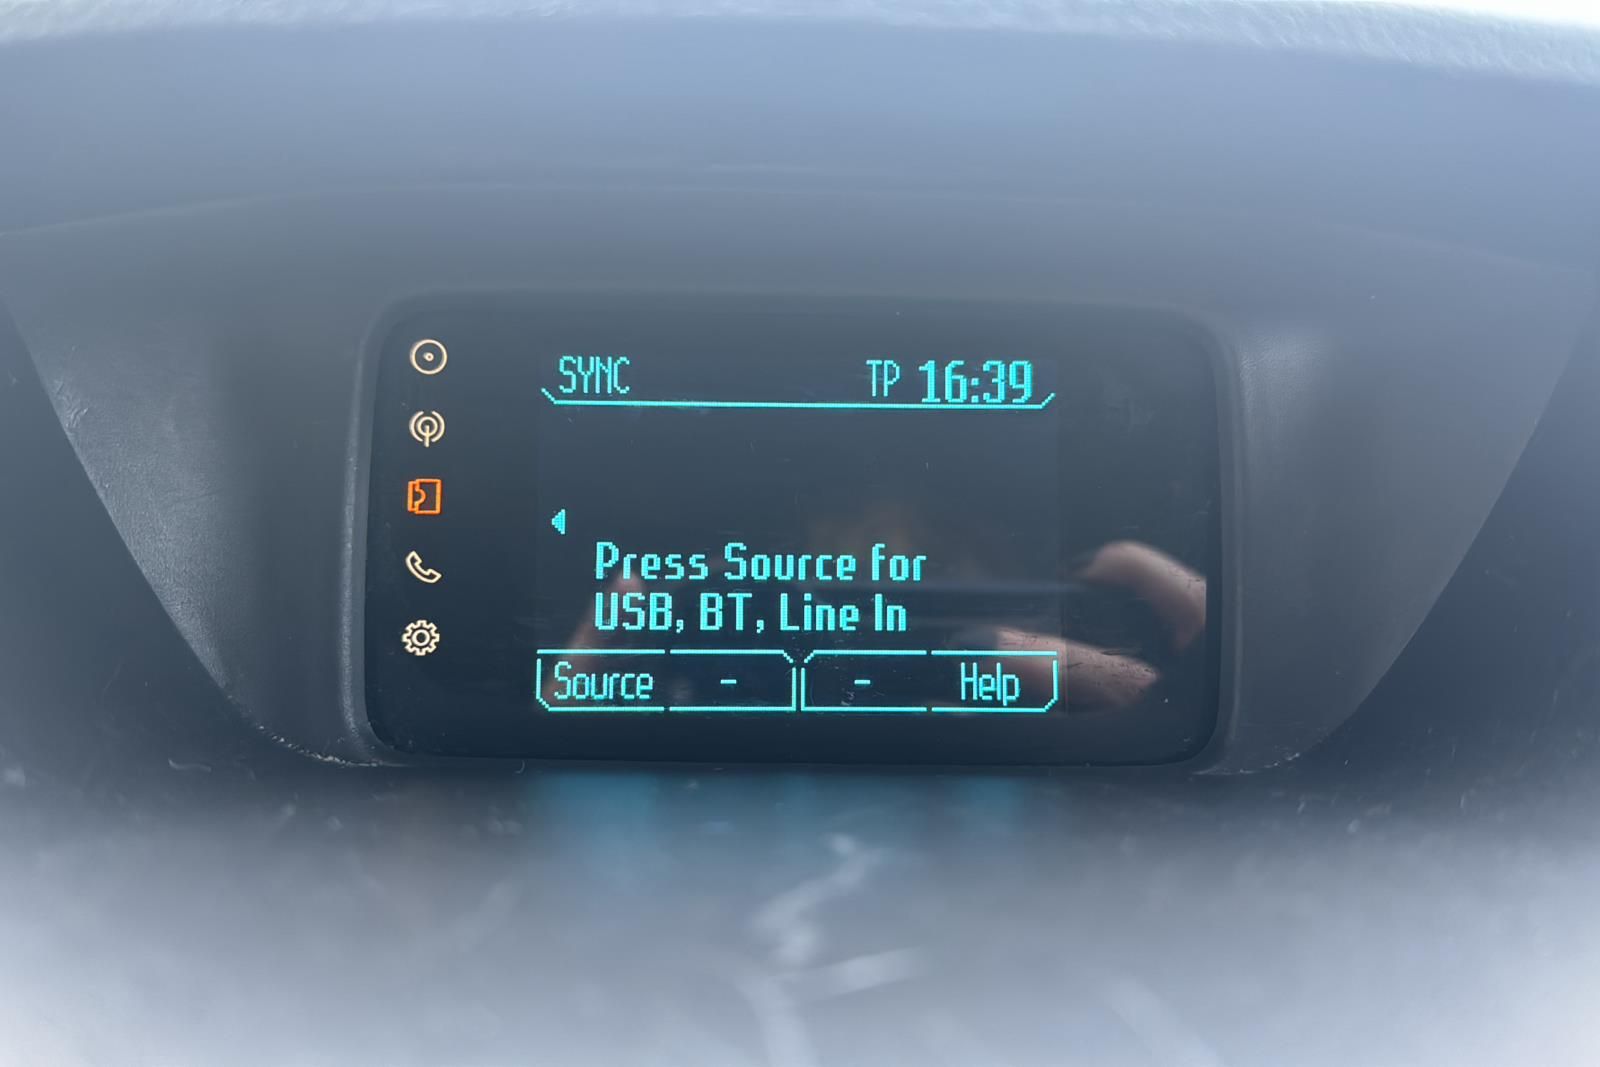 SYNC TP 16:39
Press Source for
USB, BT, Line In
Source - - Help